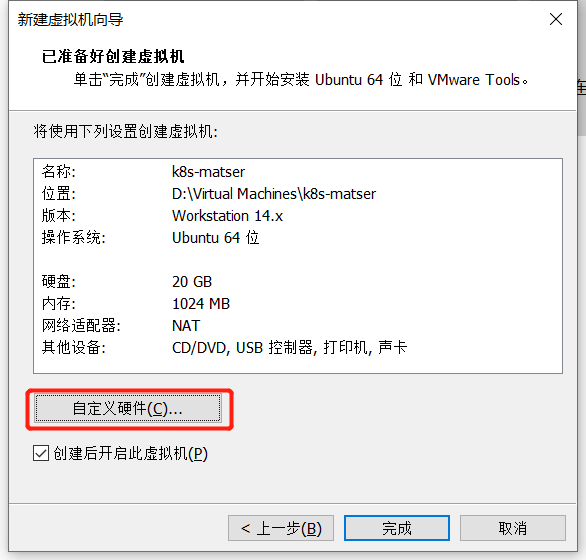 新建虚拟机向导
已准备好创建虚拟机
单击“完成”创建虚拟机，并开始安装 Ubuntu 64 位 和 VMware Tools。
将使用下列设置创建虚拟机:
名称: k8s-matser
位置: D:\Virtual Machines\k8s-matser
版本: Workstation 14.x
操作系统: Ubuntu 64 位
硬盘: 20 GB
内存: 1024 MB
网络适配器: NAT
其他设备: CD/DVD, USB 控制器, 打印机, 声卡
自定义硬件(C)...
创建后开启此虚拟机(P)
< 上一步(B) 完成 取消